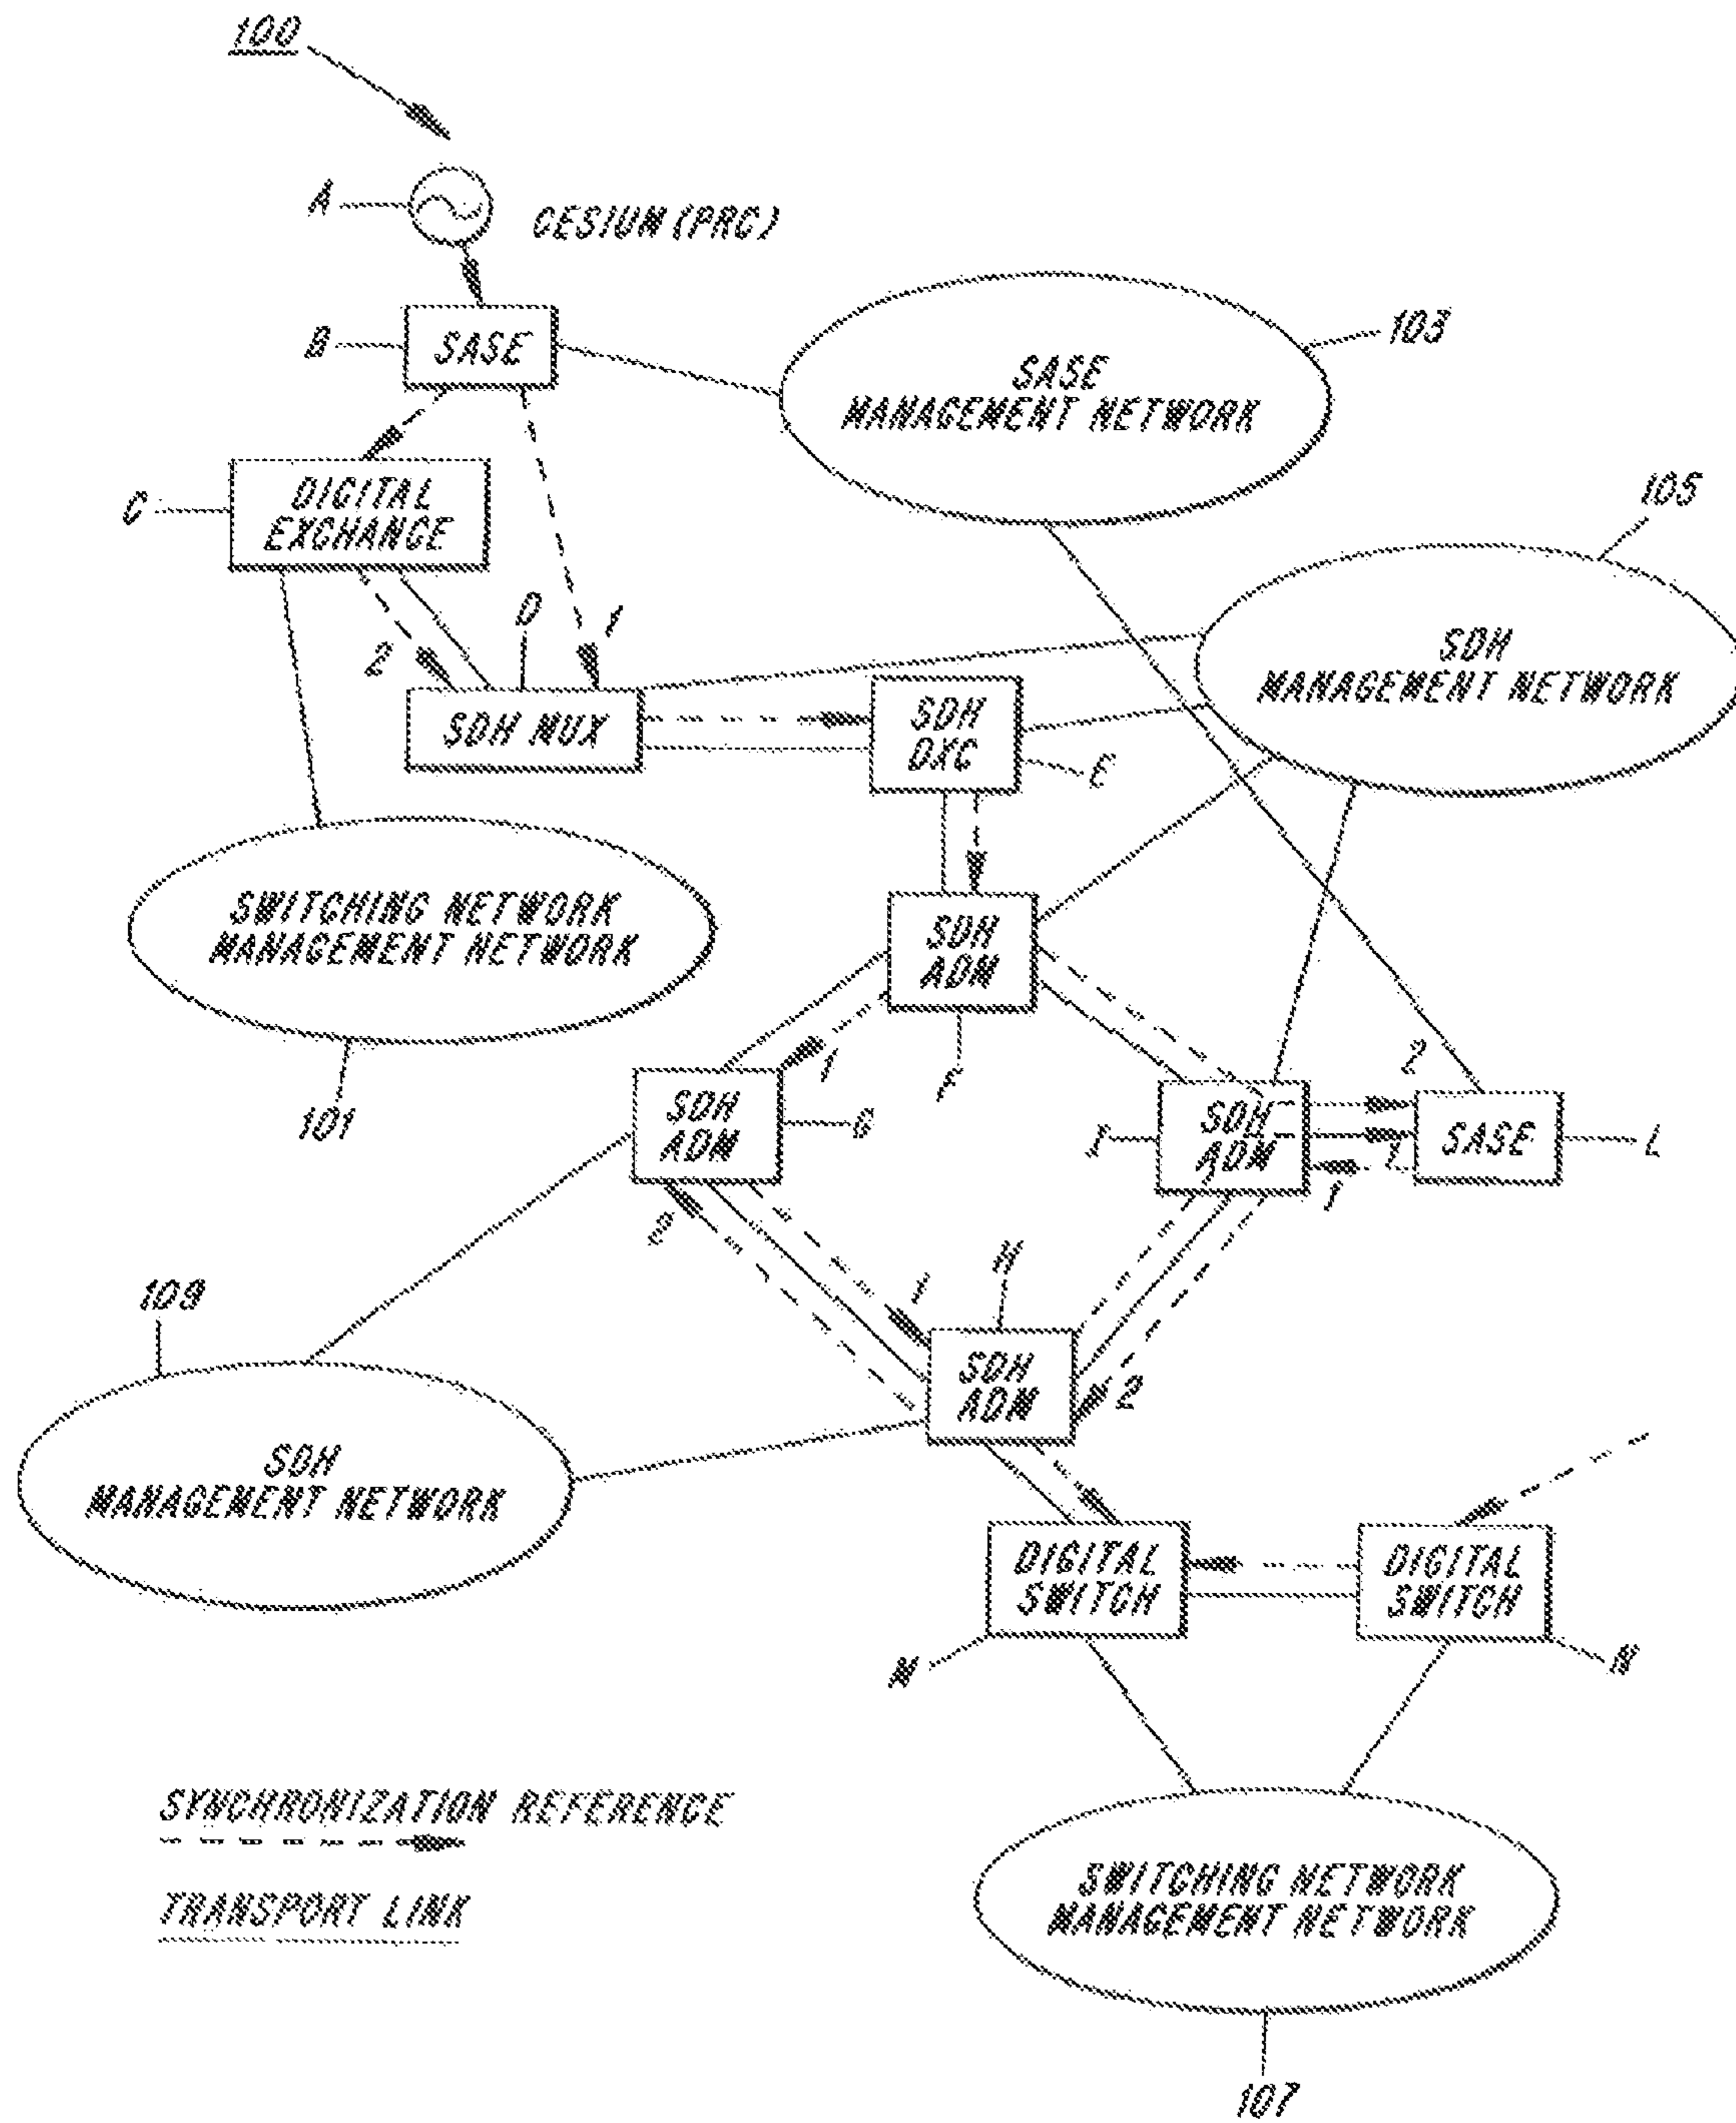 100
A
CESIUM (PRC)
B
SASE
103
SASE
MANAGEMENT NETWORK
C
DIGITAL
EXCHANGE
105
D
1
2
SDH
MANAGEMENT NETWORK
SDH MUX
SDH
DXC
E
SWITCHING NETWORK
MANAGEMENT NETWORK
SDH
ADM
1
F
2
101
SDH
ADM
G
I
SDH
ADM
1
SASE
L
1
2
H
1
109
SDH
ADM
2
SDH
MANAGEMENT NETWORK
DIGITAL
SWITCH
DIGITAL
SWITCH
M
N
SYNCHRONIZATION REFERENCE
SWITCHING NETWORK
MANAGEMENT NETWORK
TRANSPORT LINK
107